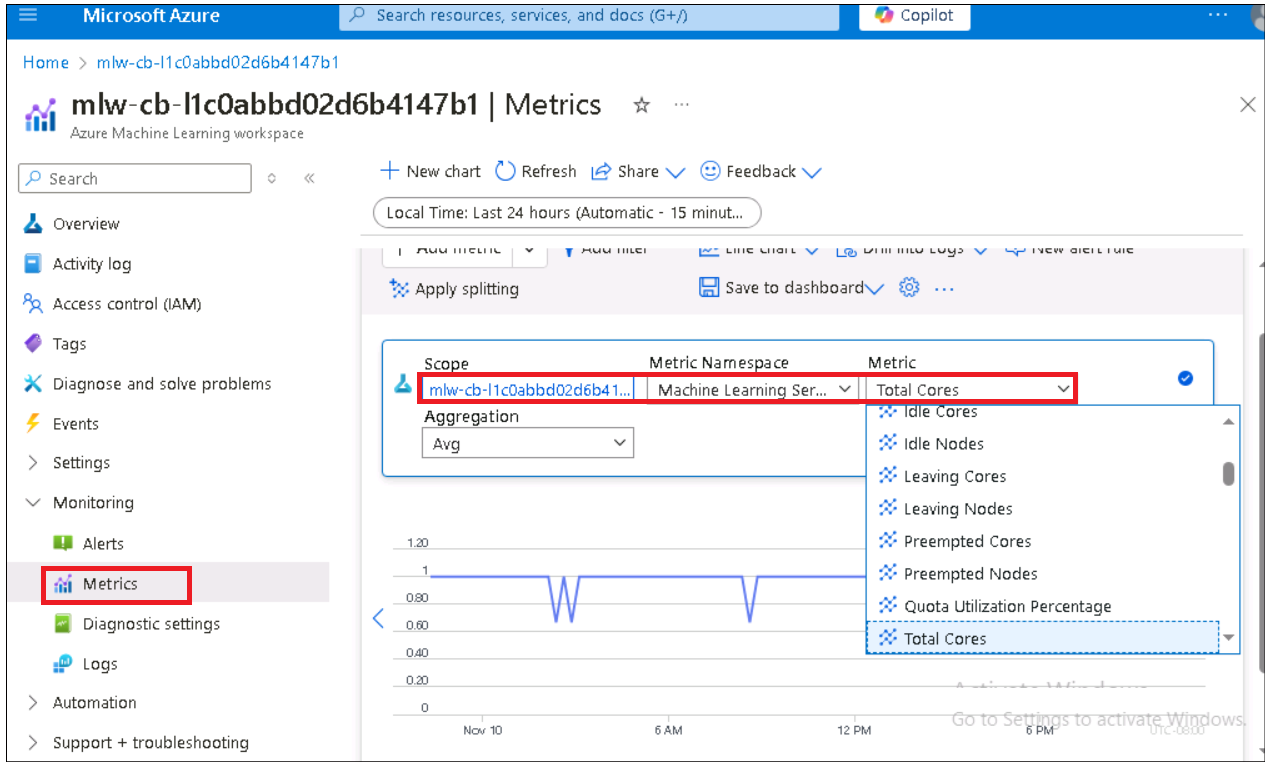 Microsoft Azure
Search resources, services, and docs (G+/)
Copilot
Home > mlw-cb-l1c0abbd02d6b4147b1
mlw-cb-l1c0abbd02d6b4147b1 | Metrics
Azure Machine Learning workspace
Search
Overview
Activity log
Access control (IAM)
Tags
Diagnose and solve problems
Events
Settings
Monitoring
Alerts
Metrics
Diagnostic settings
Logs
Automation
Support + troubleshooting
New chart Refresh Share Feedback
Local Time: Last 24 hours (Automatic - 15 minut...
Add metric Add filter Line chart Drill into Logs New alert rule
Apply splitting Save to dashboard
Scope Metric Namespace Metric
mlw-cb-l1c0abbd02d6b41... Machine Learning Ser... Total Cores
Aggregation
Avg
Idle Cores
Idle Nodes
Leaving Cores
Leaving Nodes
Preempted Cores
Preempted Nodes
Quota Utilization Percentage
Total Cores
1.20
1
0.80
0.60
0.40
0.20
0
Nov 10 6 AM 12 PM 6 PM UTC-08:00
Activate Windows
Go to Settings to activate Windows.